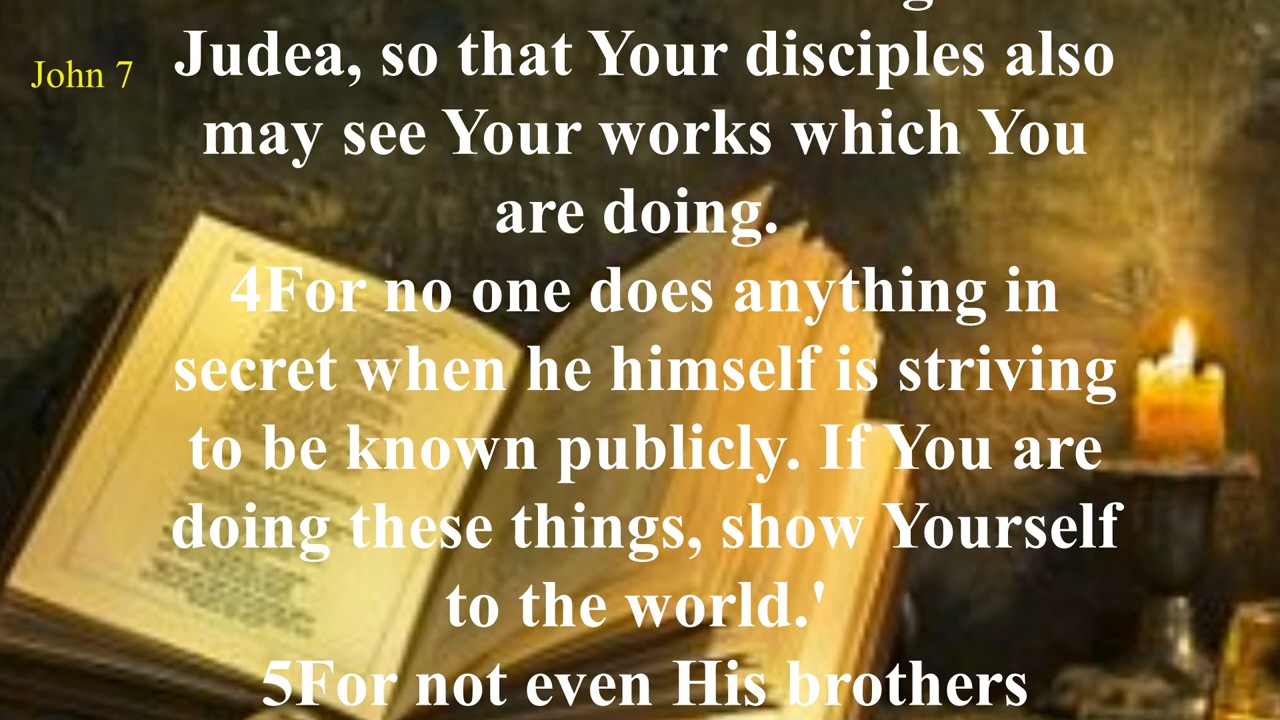 John 7
Judea, so that Your disciples also
may see Your works which You
are doing.
4For no one does anything in
secret when he himself is striving
to be known publicly. If You are
doing these things, show Yourself
to the world.'
5For not even His brothers